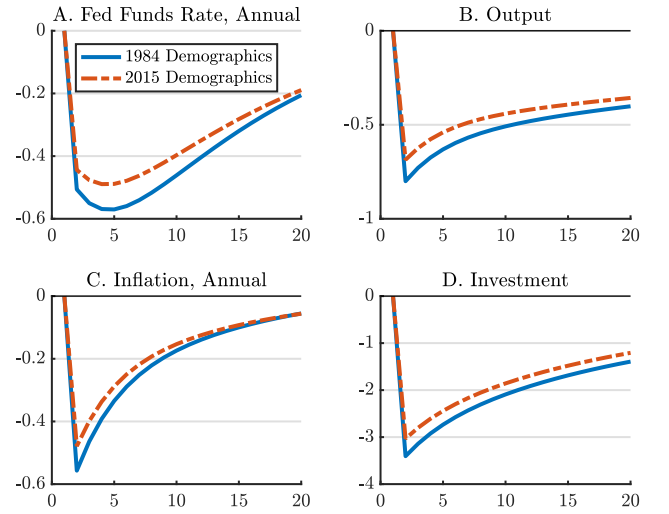 A. Fed Funds Rate, Annual
0
-0.2
-0.4
-0.6
0 5 10 15 20
1984 Demographics
2015 Demographics
B. Output
0
-0.5
-1
0 5 10 15 20
C. Inflation, Annual
0
-0.2
-0.4
-0.6
0 5 10 15 20
D. Investment
0
-1
-2
-3
-4
0 5 10 15 20